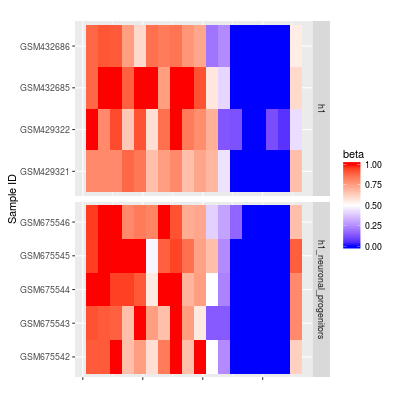 GSM432686
GSM432685
GSM429322
GSM429321
h1
Sample ID
GSM675546
GSM675545
GSM675544
GSM675543
GSM675542
h1_neuronal_progenitors
beta
1.00
0.75
0.50
0.25
0.00